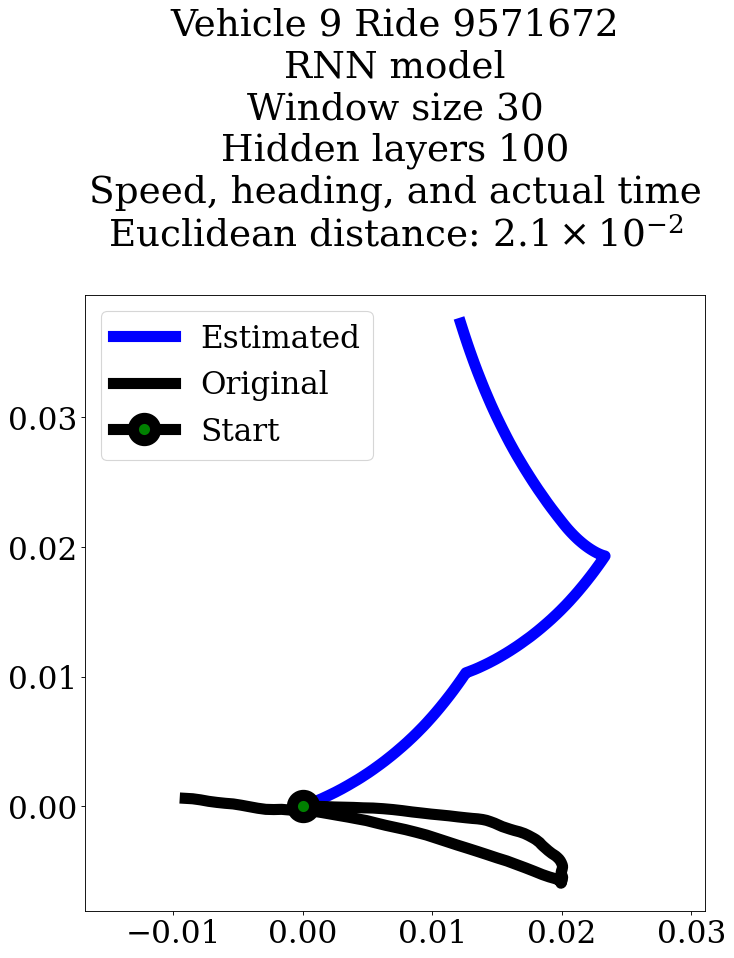 Vehicle 9 Ride 9571672
RNN model
Window size 30
Hidden layers 100
Speed, heading, and actual time
Euclidean distance: 2.1 × 10⁻²
Estimated
Original
Start
0.03
0.02
0.01
0.00
−0.01 0.00 0.01 0.02 0.03